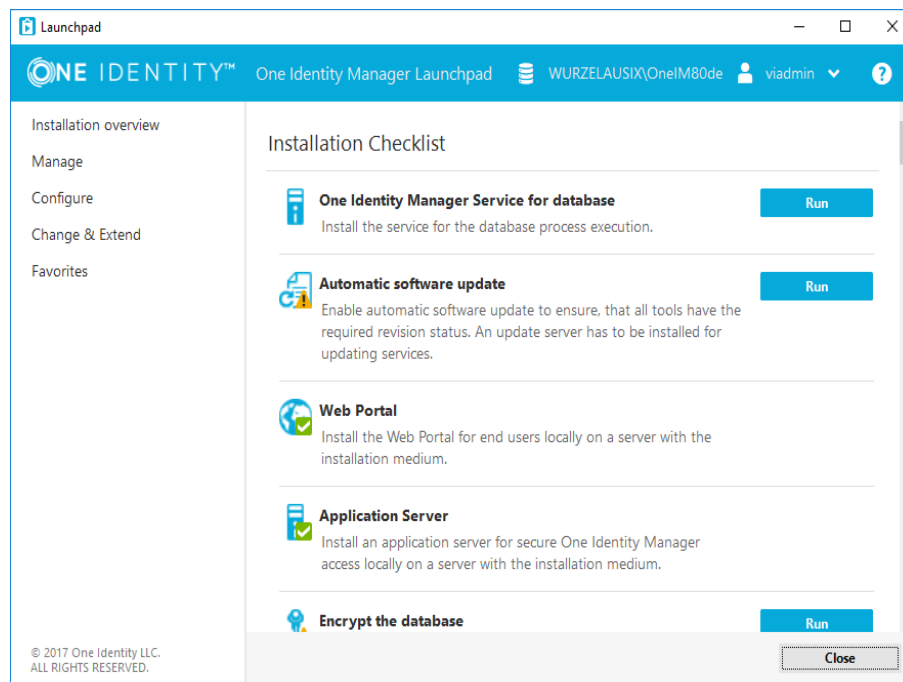 Launchpad
ONE IDENTITY™ One Identity Manager Launchpad WURZELAUSIX\OneIM80de viadmin ?
Installation overview
Manage
Configure
Change & Extend
Favorites
Installation Checklist
One Identity Manager Service for database
Run
Install the service for the database process execution.
Automatic software update
Run
Enable automatic software update to ensure, that all tools have the
required revision status. An update server has to be installed for
updating services.
Web Portal
Install the Web Portal for end users locally on a server with the
installation medium.
Application Server
Install an application server for secure One Identity Manager
access locally on a server with the installation medium.
Encrypt the database
Run
© 2017 One Identity LLC.
ALL RIGHTS RESERVED.
Close